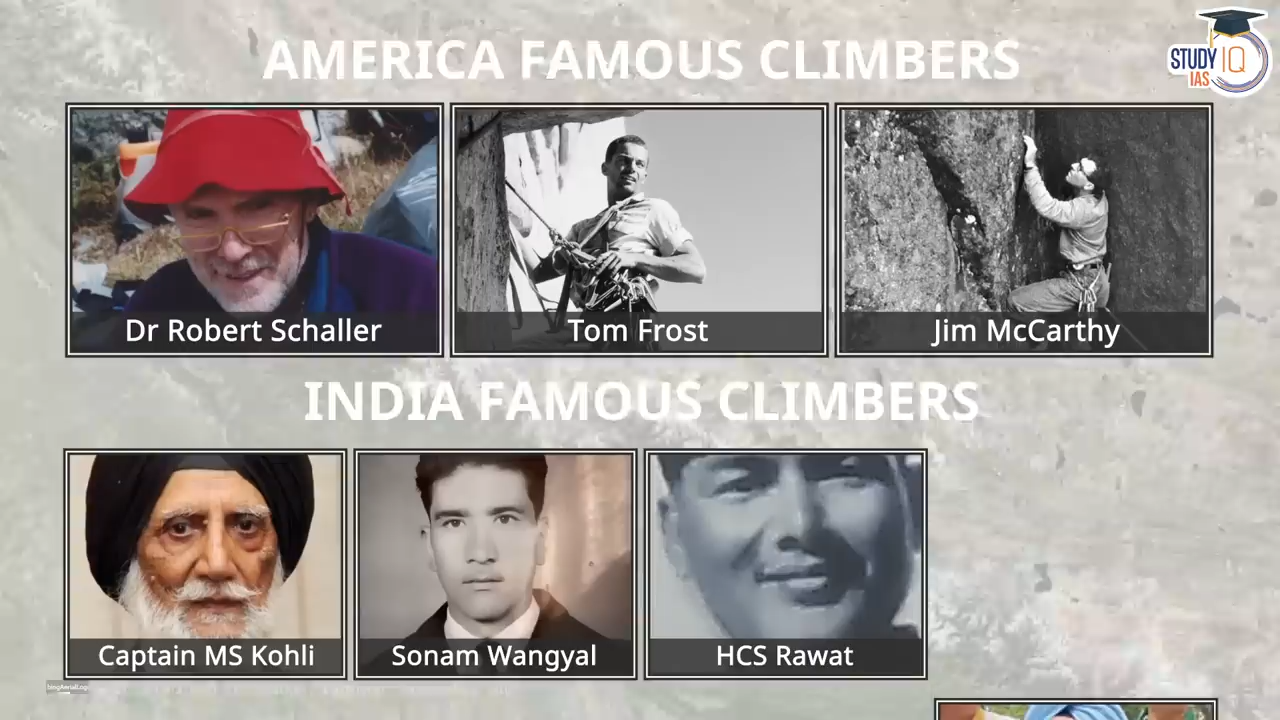 AMERICA FAMOUS CLIMBERS
STUDY IQ
IAS
Dr Robert Schaller
Tom Frost
Jim McCarthy
INDIA FAMOUS CLIMBERS
Captain MS Kohli
Sonam Wangyal
HCS Rawat